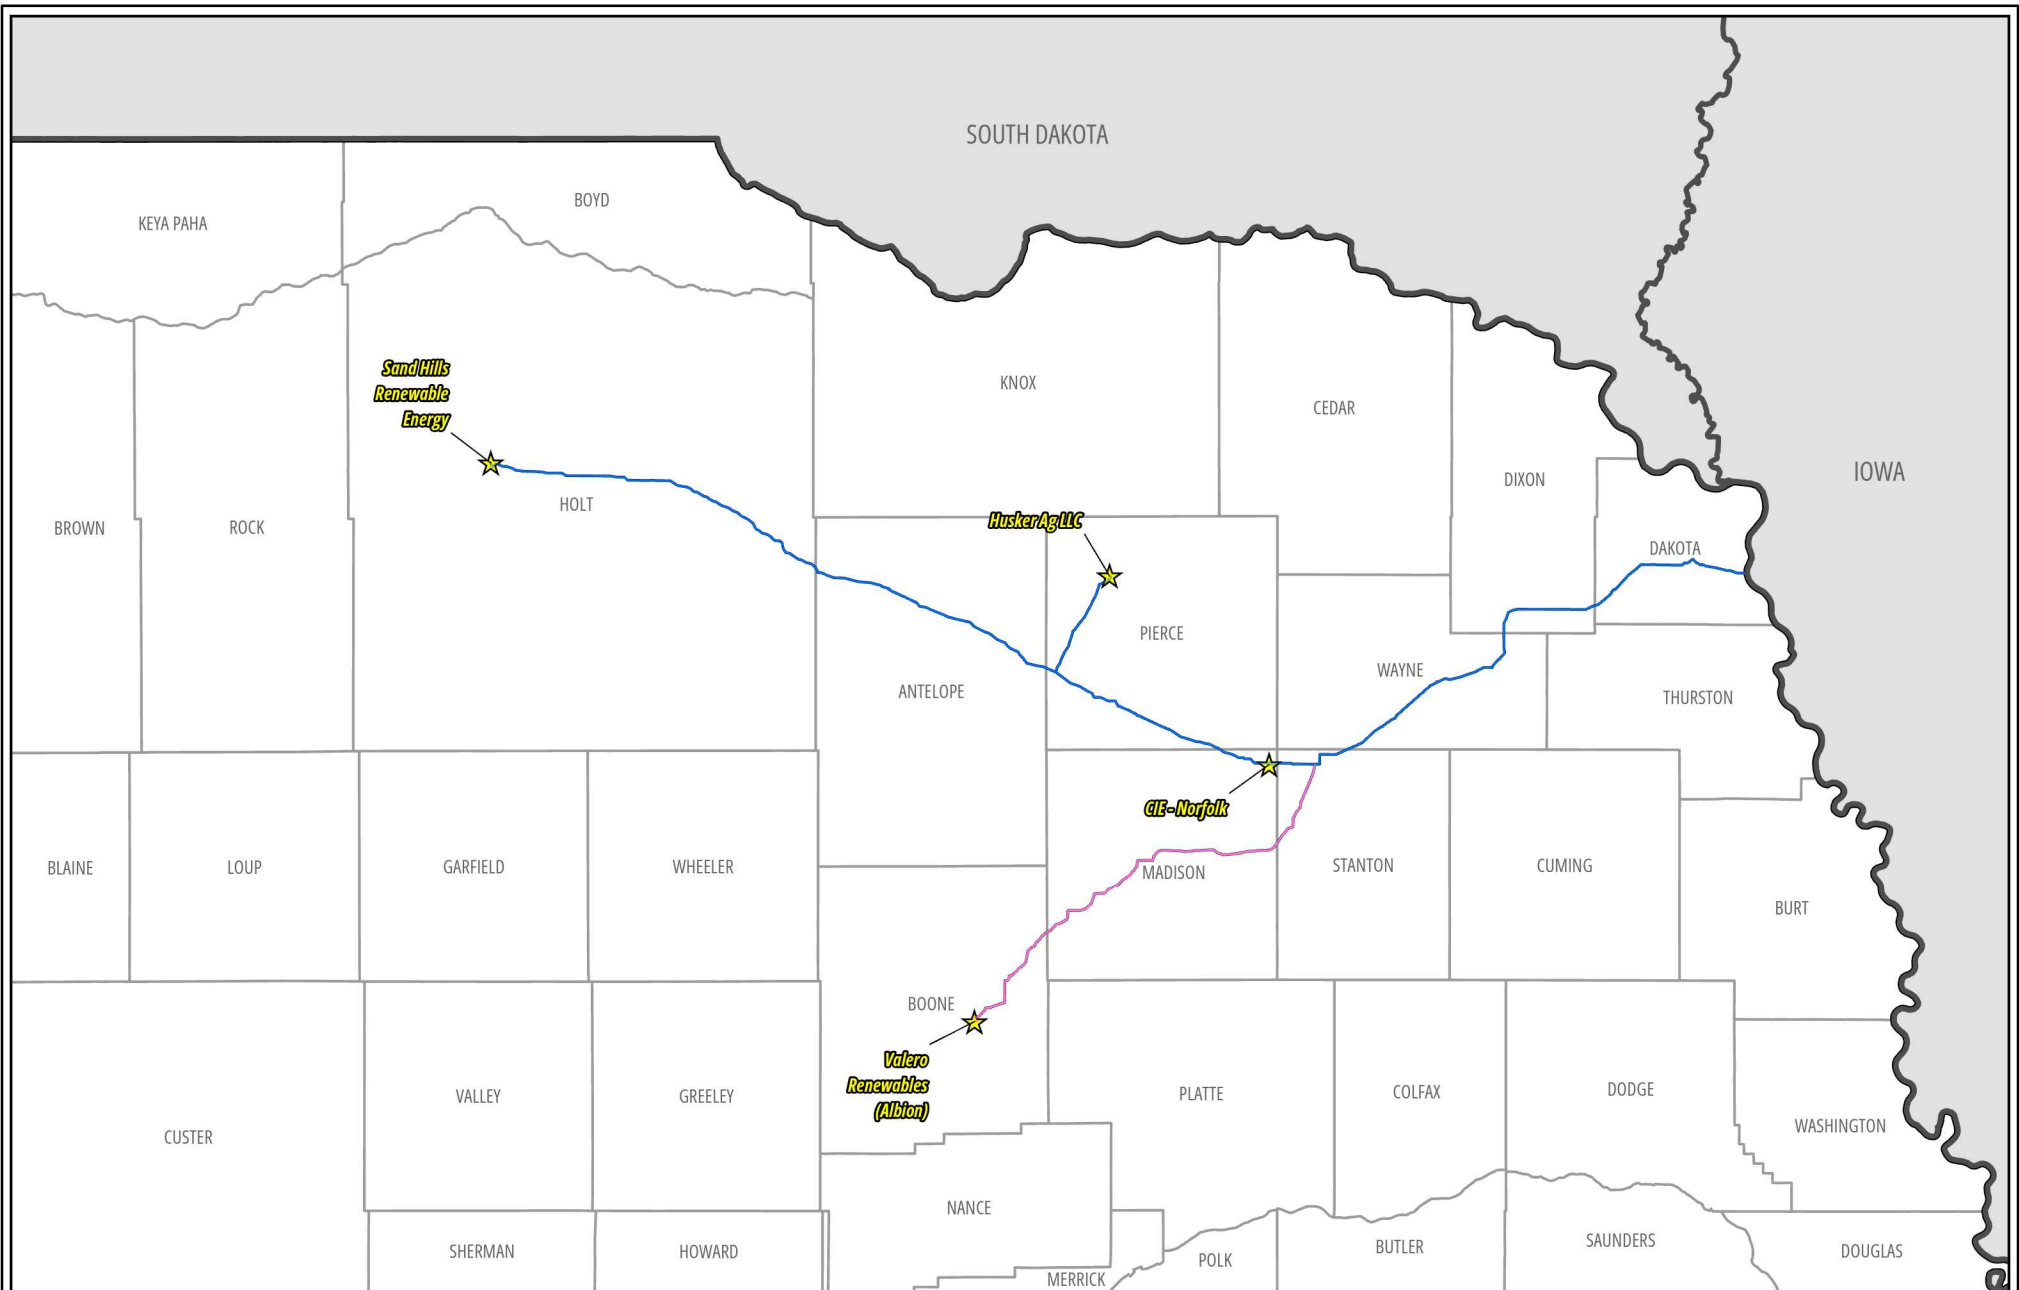 SOUTH DAKOTA
BOYD
KEYA PAHA
Sand Hills
Renewable
Energy
KNOX
CEDAR
IOWA
DIXON
HOLT
Husker Ag LLC
BROWN
ROCK
DAKOTA
PIERCE
WAYNE
ANTELOPE
THURSTON
CIE - Norfolk
BLAINE
LOUP
GARFIELD
WHEELER
MADISON
STANTON
CUMING
BURT
BOONE
Valero
Renewables
(Albion)
VALLEY
GREELEY
PLATTE
COLFAX
DODGE
CUSTER
WASHINGTON
NANCE
SHERMAN
HOWARD
POLK
BUTLER
SAUNDERS
DOUGLAS
MERRICK